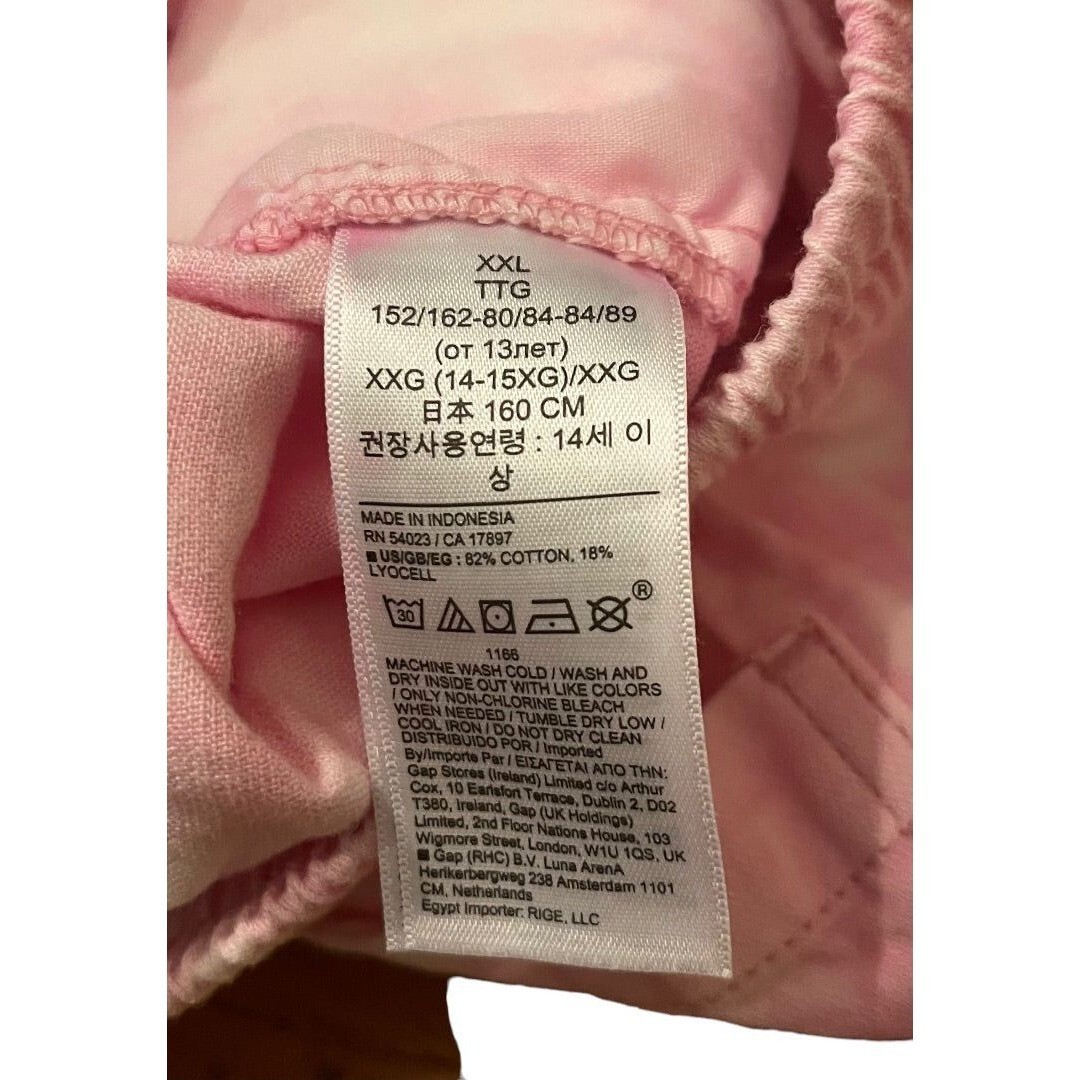 XXL
TTG
152/162-80/84-84/89
(от 13лет)
XXG (14-15XG)/XXG
日本 160 CM
권장사용연령 : 14세 이
상
MADE IN INDONESIA
RN 54023 / CA 17897
■ US/GB/EG : 82% COTTON, 18%
LYOCELL
30
®
1166
MACHINE WASH COLD / WASH AND
DRY INSIDE OUT WITH LIKE COLORS
/ ONLY NON-CHLORINE BLEACH
WHEN NEEDED / TUMBLE DRY LOW /
COOL IRON / DO NOT DRY CLEAN
DISTRIBUIDO POR / Imported
By/Importe Par / ΕΙΣΑΓΕΤΑΙ ΑΠΟ ΤΗΝ:
Gap Stores (Ireland) Limited c/o Arthur
Cox, 10 Earlsfort Terrace, Dublin 2, D02
T380, Ireland, Gap (UK Holdings)
Limited, 2nd Floor Nations House, 103
Wigmore Street, London, W1U 1QS, UK
■ Gap (RHC) B.V. Luna ArenA
Herikerbergweg 238 Amsterdam 1101
CM, Netherlands
Egypt Importer: RIGE, LLC